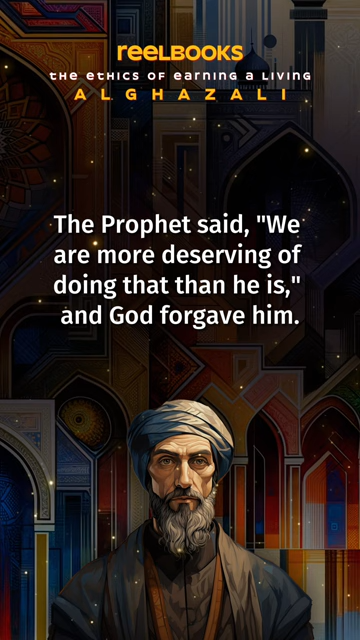 reelBOOKS
the ethics of earning a living
ALGHAZALI
The Prophet said, "We
are more deserving of
doing that than he is,"
and God forgave him.